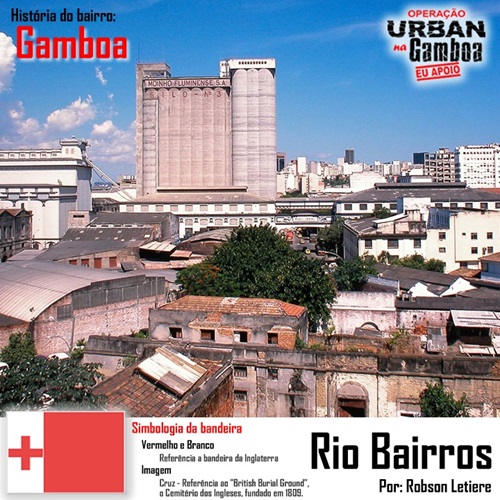 História do bairro:
Gamboa
OPERAÇÃO
URBAN
na
Gamboa
EU APOIO
MOINHO FLUMINENSE S.A.
SILO-Nº3
Simbologia da bandeira
Vermelho e Branco
Referência a bandeira da Inglaterra
Imagem
Cruz - Referência ao "British Burial Ground",
o Cemitério dos Ingleses, fundado em 1809.
Rio Bairros
Por: Robson Letiere